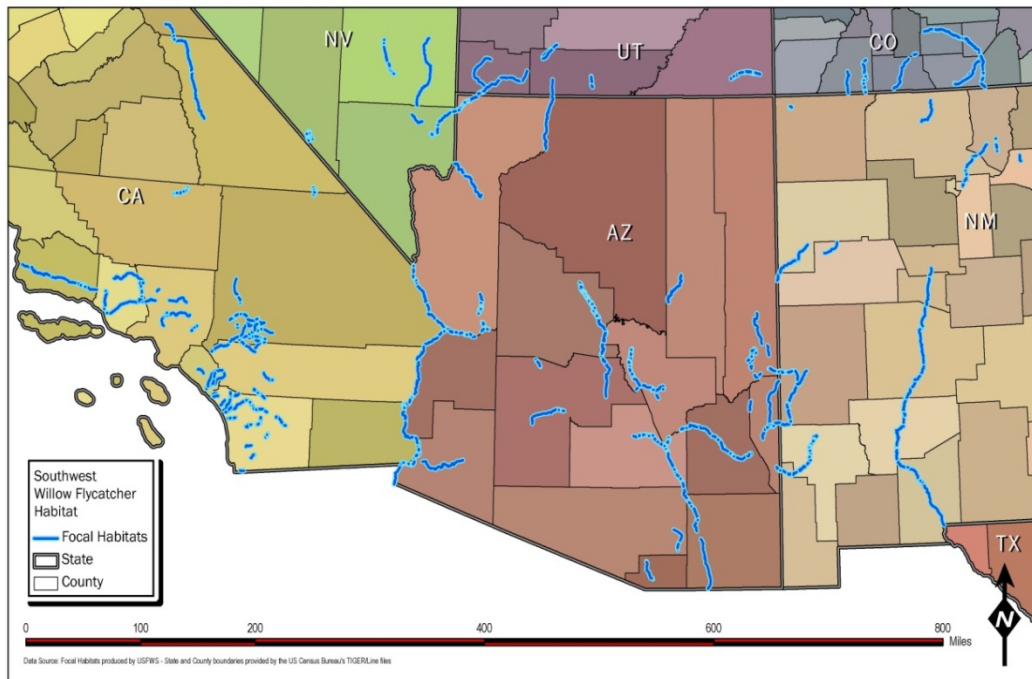 NV
UT
CO
CA
AZ
NM
TX
Southwest
Willow Flycatcher
Habitat
Focal Habitats
State
County
N
0 100 200 400 600 800
Miles
Data Source: Focal Habitats produced by USFWS - State and County boundaries provided by the US Census Bureau's TIGER/Line files